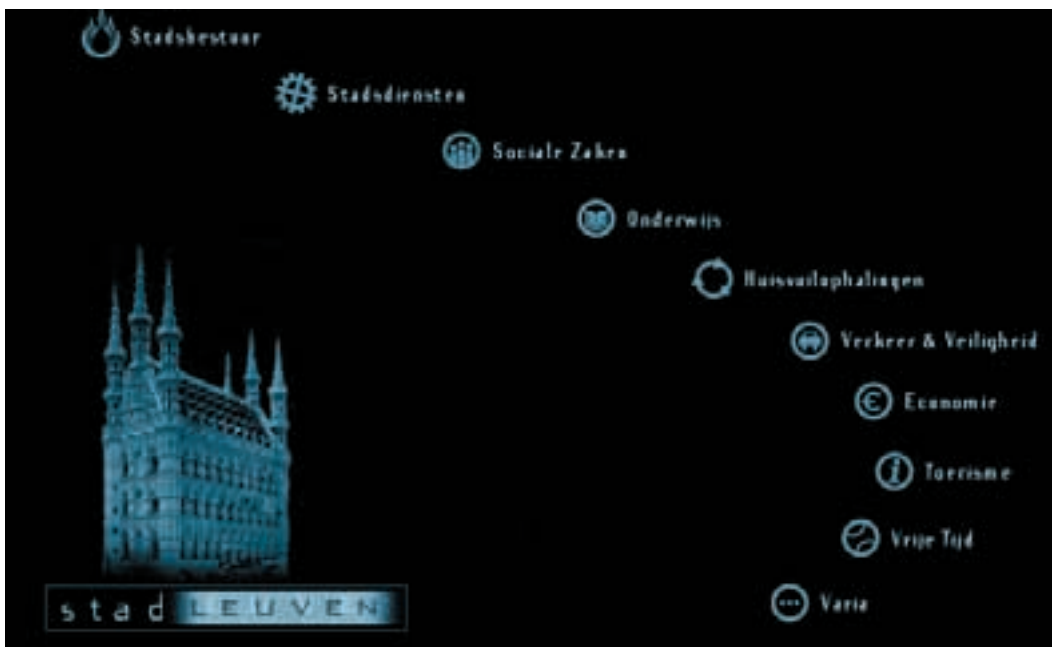 Stadsbestuur
Stadsdiensten
Sociale Zaken
Onderwijs
Huisvuilophalingen
Verkeer & Veiligheid
Economie
Toerisme
Vrije Tijd
Varia
stad LEUVEN